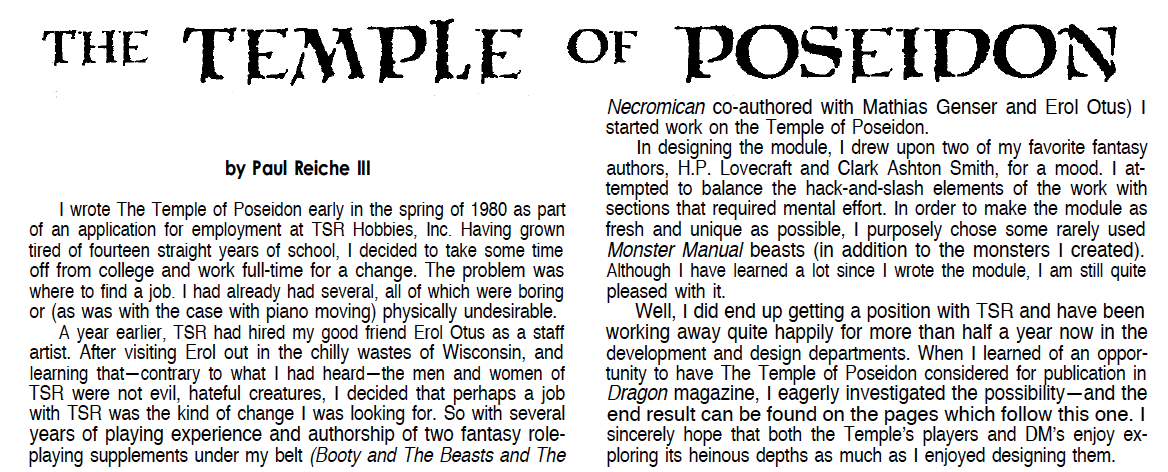 THE TEMPLE OF POSEIDON
by Paul Reiche III
I wrote The Temple of Poseidon early in the spring of 1980 as part
of an application for employment at TSR Hobbies, Inc. Having grown
tired of fourteen straight years of school, I decided to take some time
off from college and work full-time for a change. The problem was
where to find a job. I had already had several, all of which were boring
or (as was with the case with piano moving) physically undesirable.
A year earlier, TSR had hired my good friend Erol Otus as a staff
artist. After visiting Erol out in the chilly wastes of Wisconsin, and
learning that—contrary to what I had heard—the men and women of
TSR were not evil, hateful creatures, I decided that perhaps a job
with TSR was the kind of change I was looking for. So with several
years of playing experience and authorship of two fantasy role-
playing supplements under my belt (Booty and The Beasts and The
Necromican co-authored with Mathias Genser and Erol Otus) I
started work on the Temple of Poseidon.
In designing the module, I drew upon two of my favorite fantasy
authors, H.P. Lovecraft and Clark Ashton Smith, for a mood. I at-
tempted to balance the hack-and-slash elements of the work with
sections that required mental effort. In order to make the module as
fresh and unique as possible, I purposely chose some rarely used
Monster Manual beasts (in addition to the monsters I created).
Although I have learned a lot since I wrote the module, I am still quite
pleased with it.
Well, I did end up getting a position with TSR and have been
working away quite happily for more than half a year now in the
development and design departments. When I learned of an oppor-
tunity to have The Temple of Poseidon considered for publication in
Dragon magazine, I eagerly investigated the possibility—and the
end result can be found on the pages which follow this one. I
sincerely hope that both the Temple's players and DM's enjoy ex-
ploring its heinous depths as much as I enjoyed designing them.